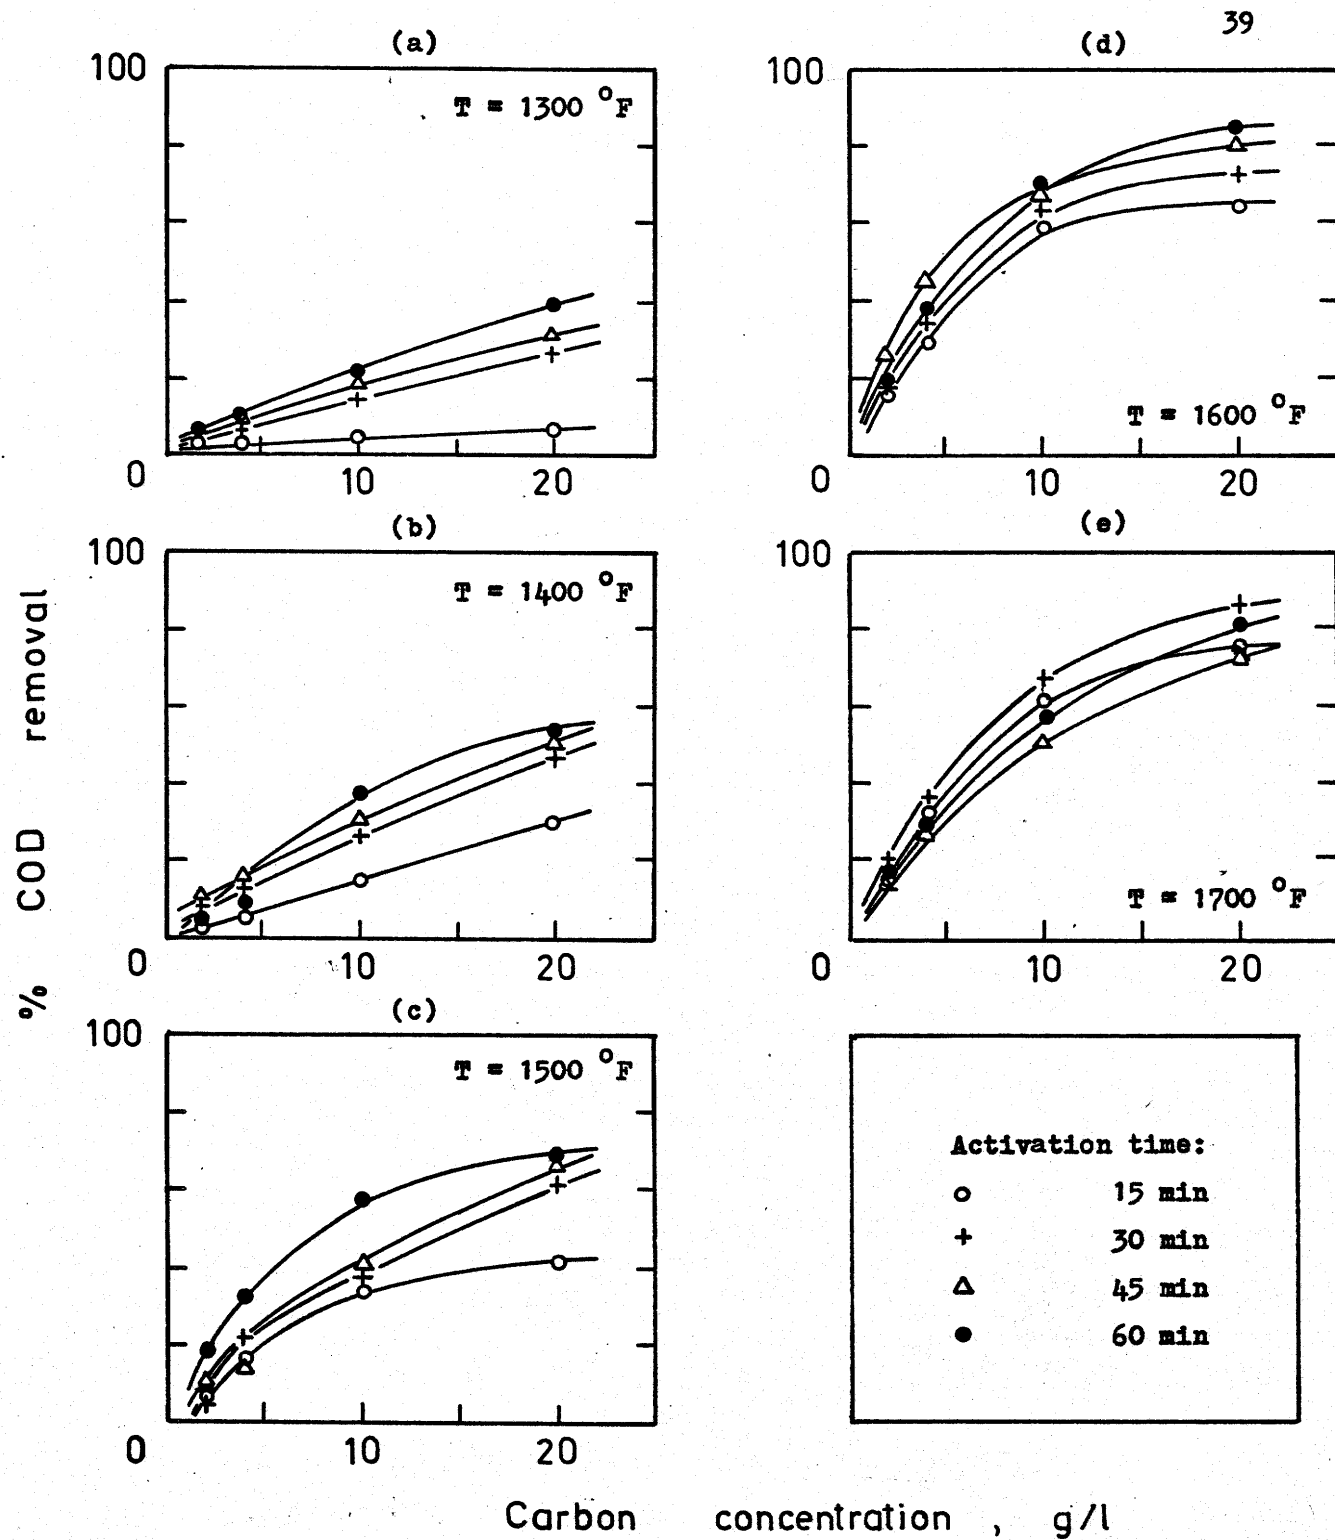 39
(a)
100
T = 1300 °F
0
10
20
(b)
100
T = 1400 °F
0
10
20
(c)
100
T = 1500 °F
0
10
20
(d)
100
T = 1600 °F
0
10
20
(e)
100
T = 1700 °F
0
10
20
Activation time:
15 min
30 min
45 min
60 min
% COD removal
Carbon concentration , g/l